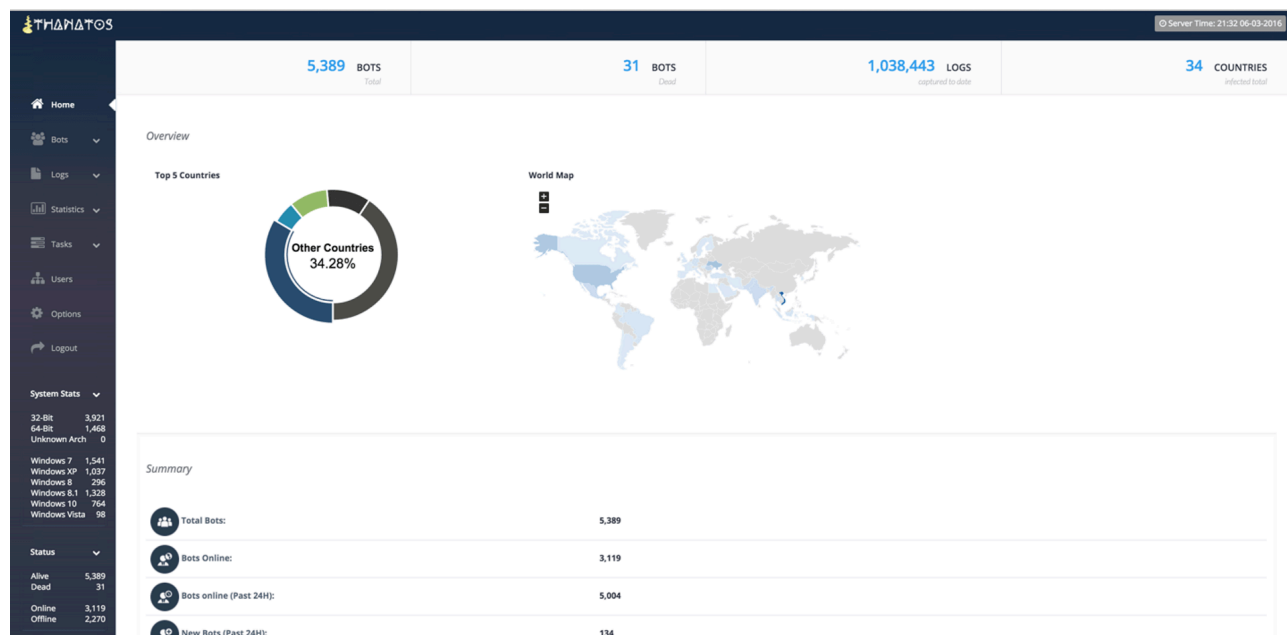 THANATOS
Server Time: 21:32 06-03-2016
5,389 BOTS
Total
31 BOTS
Dead
1,038,443 LOGS
captured to date
34 COUNTRIES
infected total
Home
Bots
Logs
Statistics
Tasks
Users
Options
Logout
System Stats
32-Bit 3,921
64-Bit 1,468
Unknown Arch 0
Windows 7 1,541
Windows XP 1,037
Windows 8 296
Windows 8.1 1,328
Windows 10 764
Windows Vista 98
Status
Alive 5,389
Dead 31
Online 3,119
Offline 2,270
Overview
Top 5 Countries
Other Countries
34.28%
World Map
+
−
Summary
Total Bots: 5,389
Bots Online: 3,119
Bots online (Past 24H): 5,004
New Bots (Past 24H): 134